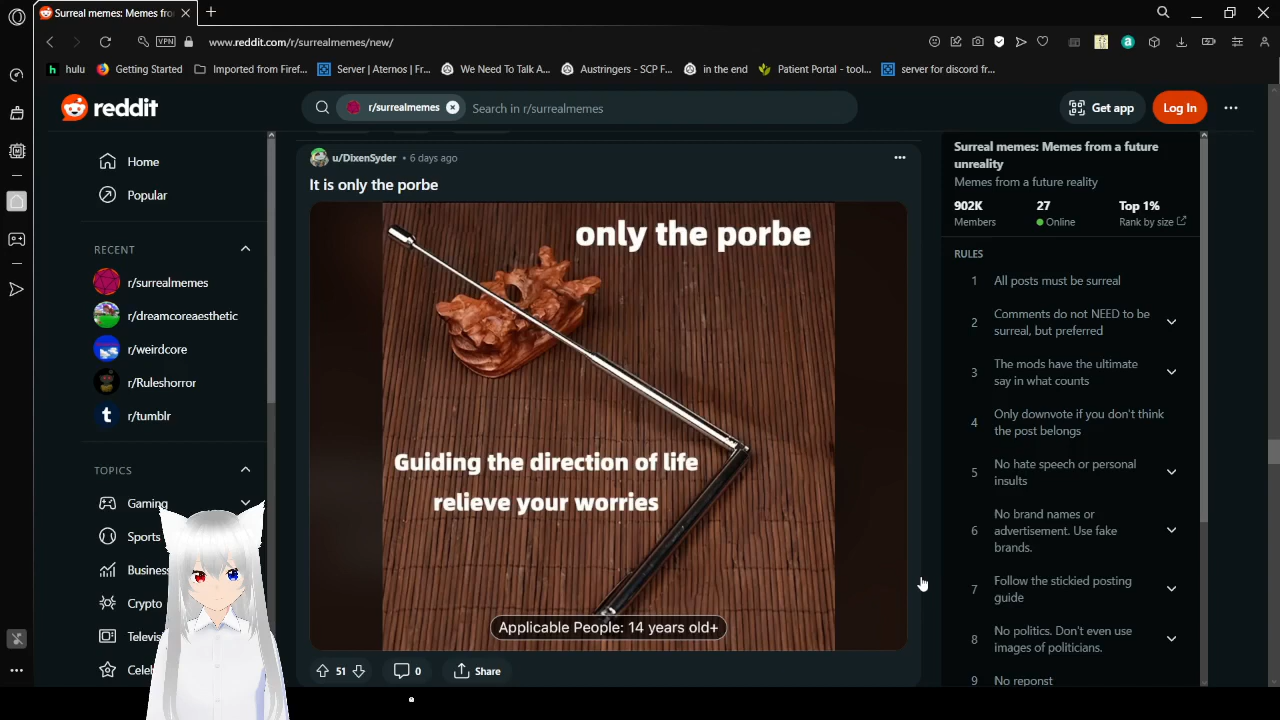 Surreal memes: Memes fro
VPN
www.reddit.com/r/surrealmemes/new/
hulu
Getting Started
Imported from Firef...
Server | Aternos | Fr...
We Need To Talk A...
Austringers - SCP F...
in the end
Patient Portal - tool...
server for discord fr...
reddit
r/surrealmemes
Search in r/surrealmemes
Get app
Log In
Home
Popular
RECENT
r/surrealmemes
r/dreamcoreaesthetic
r/weirdcore
r/Ruleshorror
r/tumblr
TOPICS
Gaming
Sports
Business
Crypto
Televisi
Celeb
u/DixenSyder • 6 days ago
It is only the porbe
only the porbe
Guiding the direction of life
relieve your worries
Applicable People: 14 years old+
51
0
Share
Surreal memes: Memes from a future
unreality
Memes from a future reality
902K 27 Top 1%
Members Online Rank by size
RULES
1 All posts must be surreal
2 Comments do not NEED to be
surreal, but preferred
3 The mods have the ultimate
say in what counts
4 Only downvote if you don't think
the post belongs
5 No hate speech or personal
insults
6 No brand names or
advertisement. Use fake
brands.
7 Follow the stickied posting
guide
8 No politics. Don't even use
images of politicians.
9 No reponst